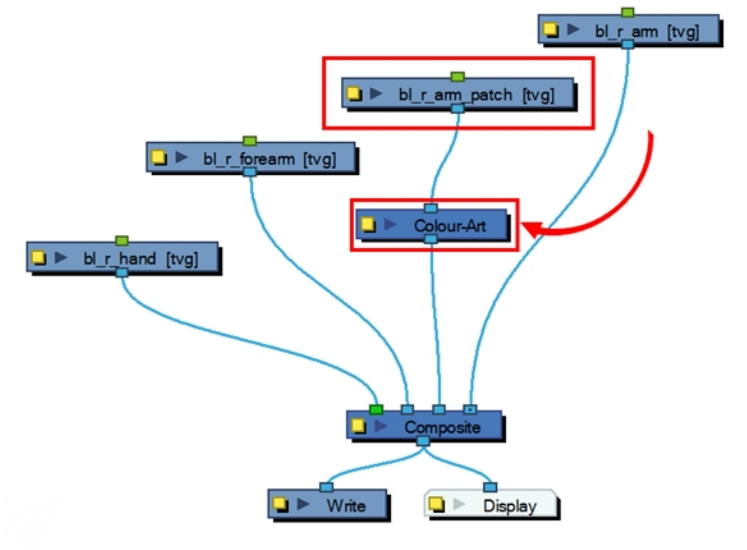 bl_r_arm [tvg]
bl_r_arm_patch [tvg]
bl_r_forearm [tvg]
Colour-Art
bl_r_hand [tvg]
Composite
Write
Display